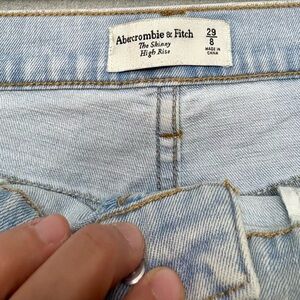 Abercrombie & Fitch
The Skinny
High Rise
29
8
MADE IN
CHINA